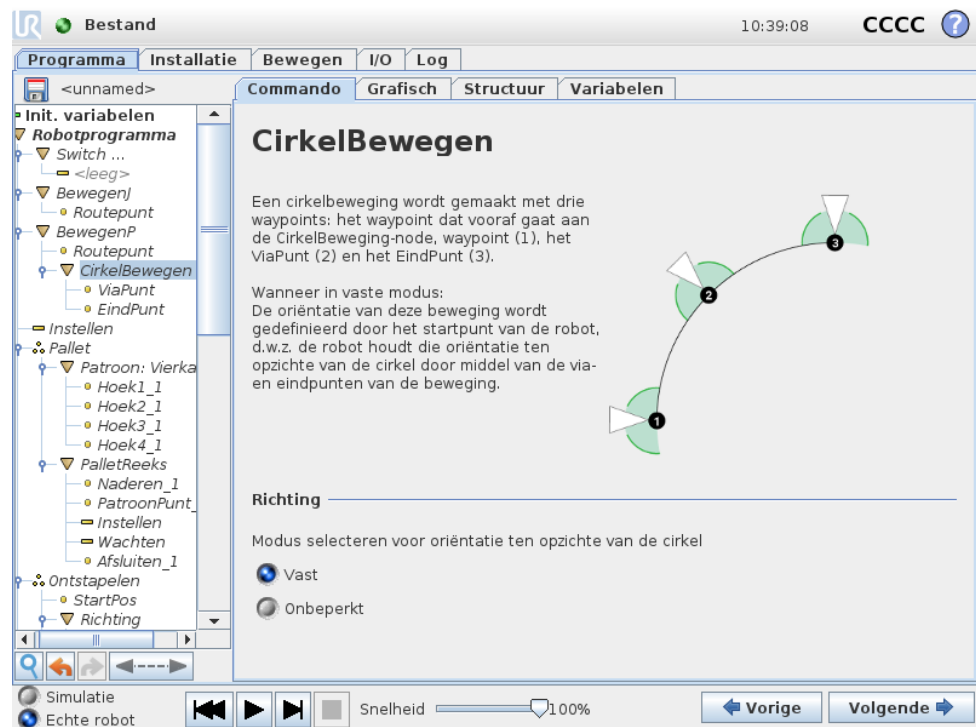 UR Bestand 10:39:08 CCCC ?
Programma Installatie Bewegen I/O Log
<unnamed>
Commando Grafisch Structuur Variabelen
Init. variabelen
Robotprogramma
Switch ...
<leeg>
BewegenJ
Routepunt
BewegenP
Routepunt
CirkelBewegen
ViaPunt
EindPunt
Instellen
Pallet
Patroon: Vierka
Hoek1_1
Hoek2_1
Hoek3_1
Hoek4_1
PalletReeks
Naderen_1
PatroonPunt_
Instellen
Wachten
Afsluiten_1
Ontstapelen
StartPos
Richting
CirkelBewegen
Een cirkelbeweging wordt gemaakt met drie
waypoints: het waypoint dat vooraf gaat aan
de CirkelBeweging-node, waypoint (1), het
ViaPunt (2) en het EindPunt (3).
Wanneer in vaste modus:
De oriëntatie van deze beweging wordt
gedefinieerd door het startpunt van de robot,
d.w.z. de robot houdt die oriëntatie ten
opzichte van de cirkel door middel van de via-
en eindpunten van de beweging.
3
2
1
Richting
Modus selecteren voor oriëntatie ten opzichte van de cirkel
Vast
Onbeperkt
Simulatie
Echte robot
Snelheid 100%
Vorige
Volgende